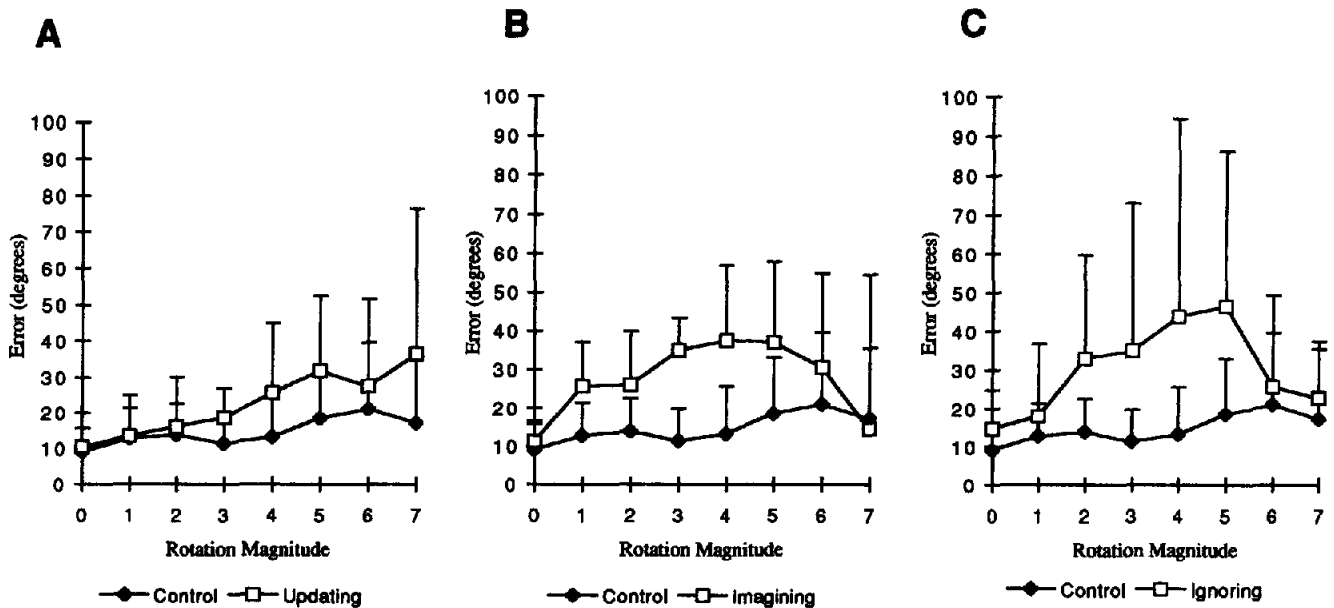 A
B
C
100
90
80
70
60
50
40
30
20
10
0
Error (degrees)
0 1 2 3 4 5 6 7
Rotation Magnitude
Control Updating
100
90
80
70
60
50
40
30
20
10
0
Error (degrees)
0 1 2 3 4 5 6 7
Rotation Magnitude
Control Imagining
100
90
80
70
60
50
40
30
20
10
0
Error (degrees)
0 1 2 3 4 5 6 7
Rotation Magnitude
Control Ignoring